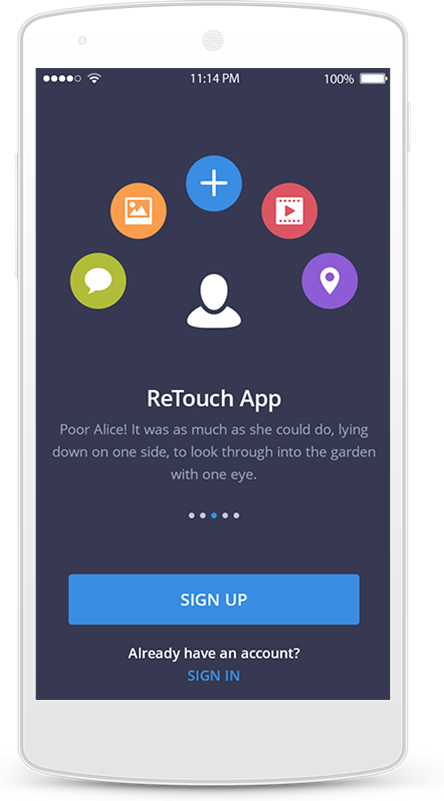 11:14 PM 100%
ReTouch App
Poor Alice! It was as much as she could do, lying
down on one side, to look through into the garden
with one eye.
SIGN UP
Already have an account?
SIGN IN